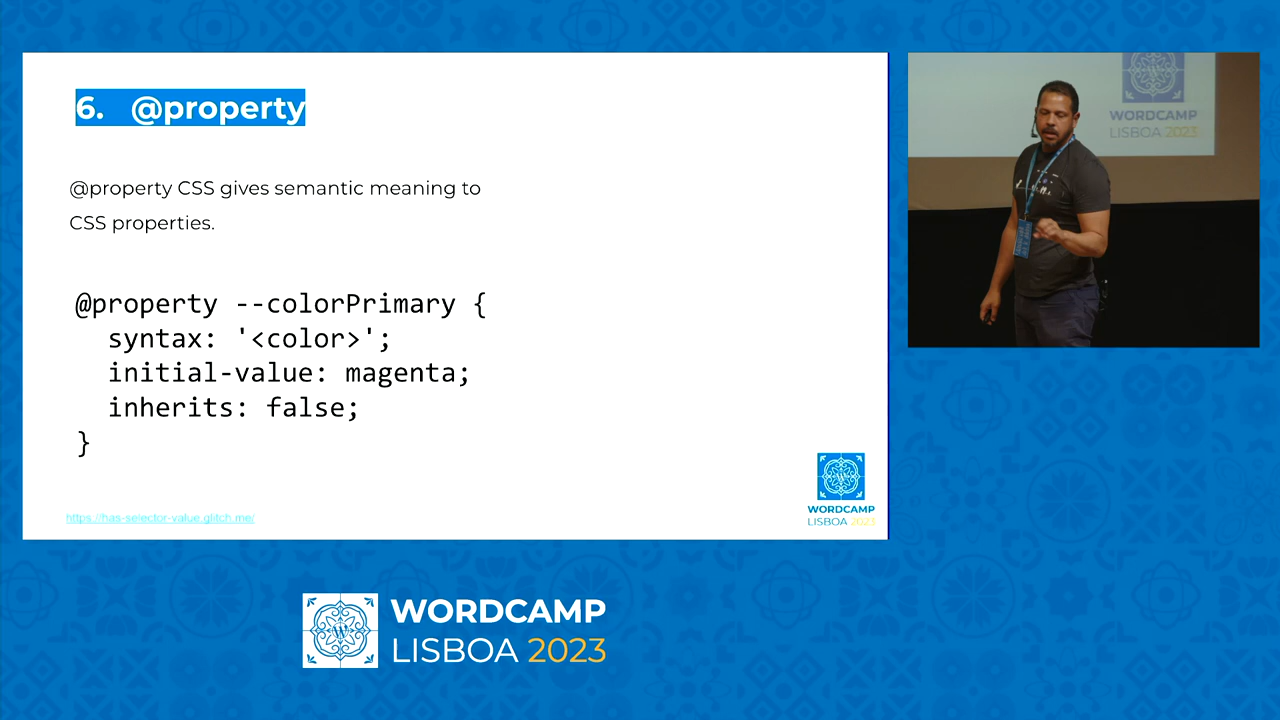 6. @property
@property CSS gives semantic meaning to
CSS properties.
@property --colorPrimary {
syntax: '<color>';
initial-value: magenta;
inherits: false;
}
https://has-selector-value.glitch.me/
WORDCAMP
LISBOA 2023
WORDCAMP
LISBOA 2023
WORDCAMP
LISBOA 2023